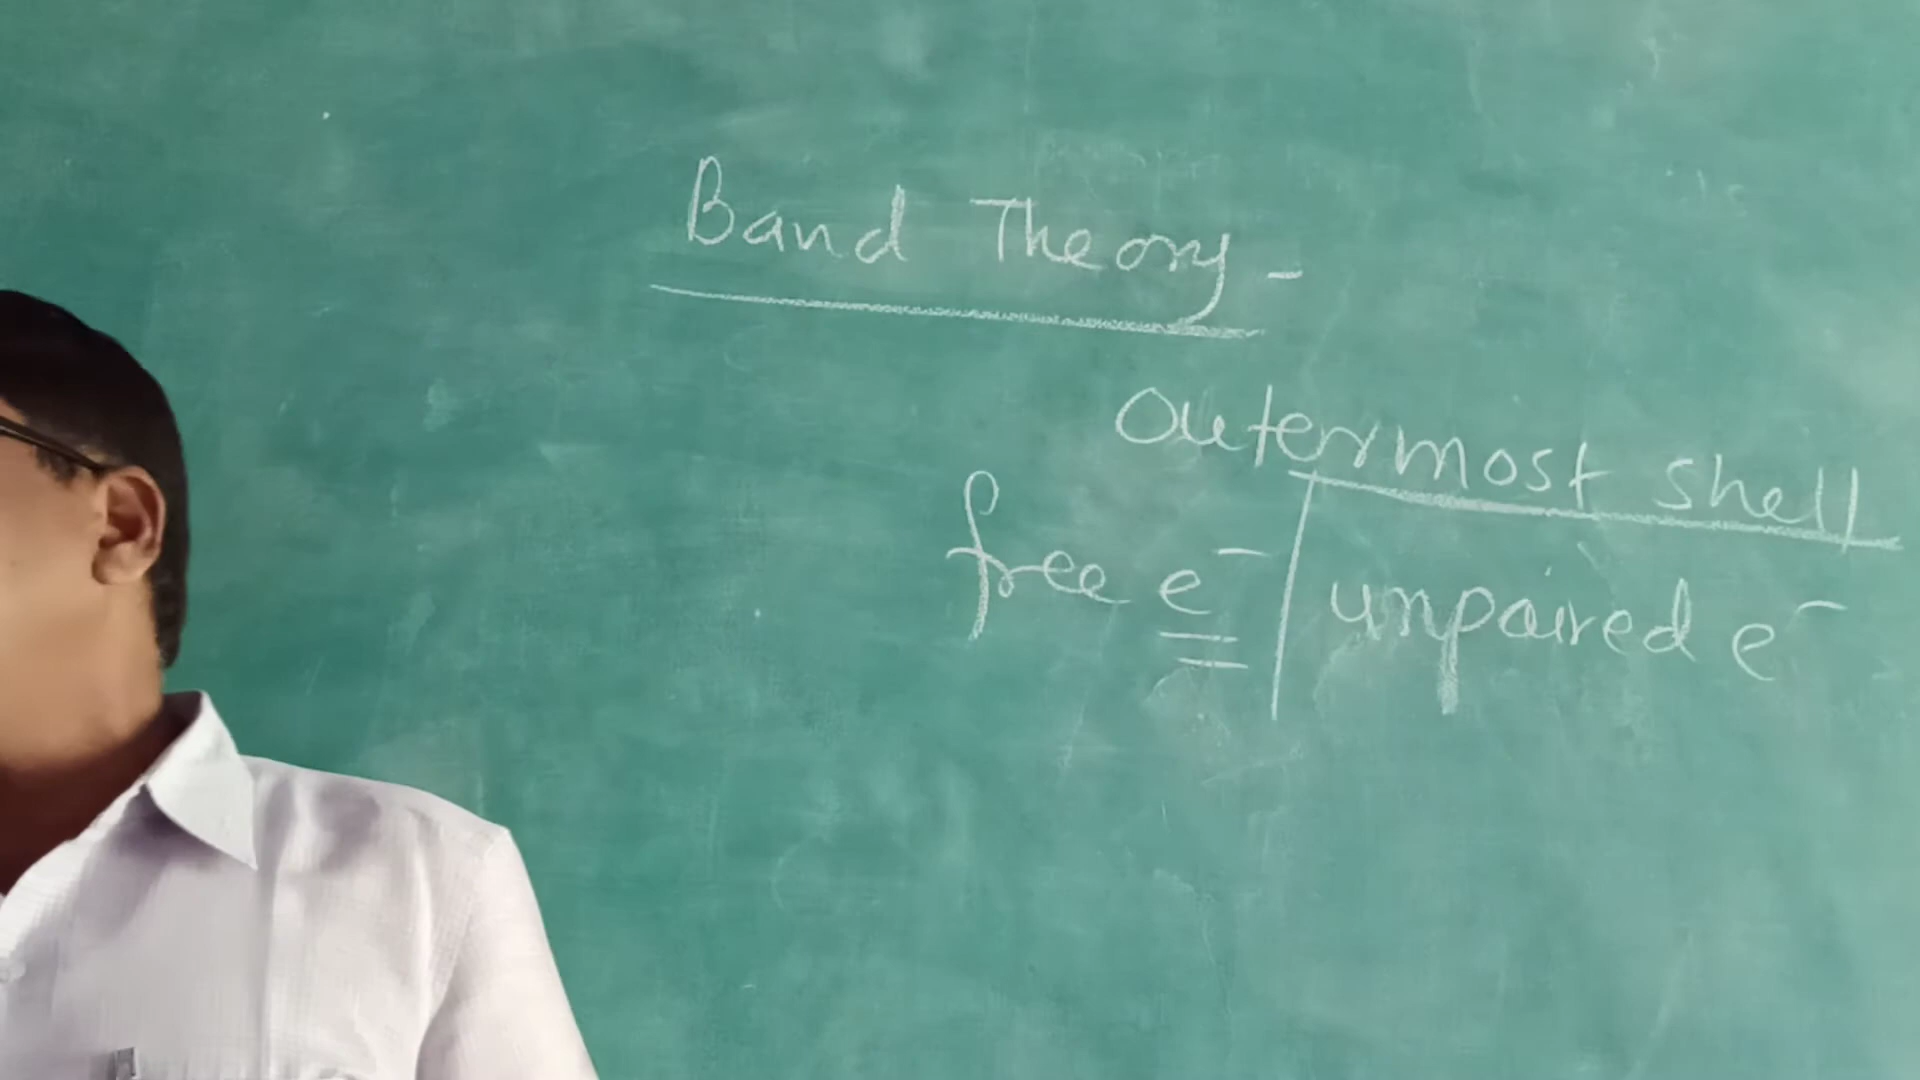 Band Theory -
Outermost shell
free e⁻ | unpaired e⁻